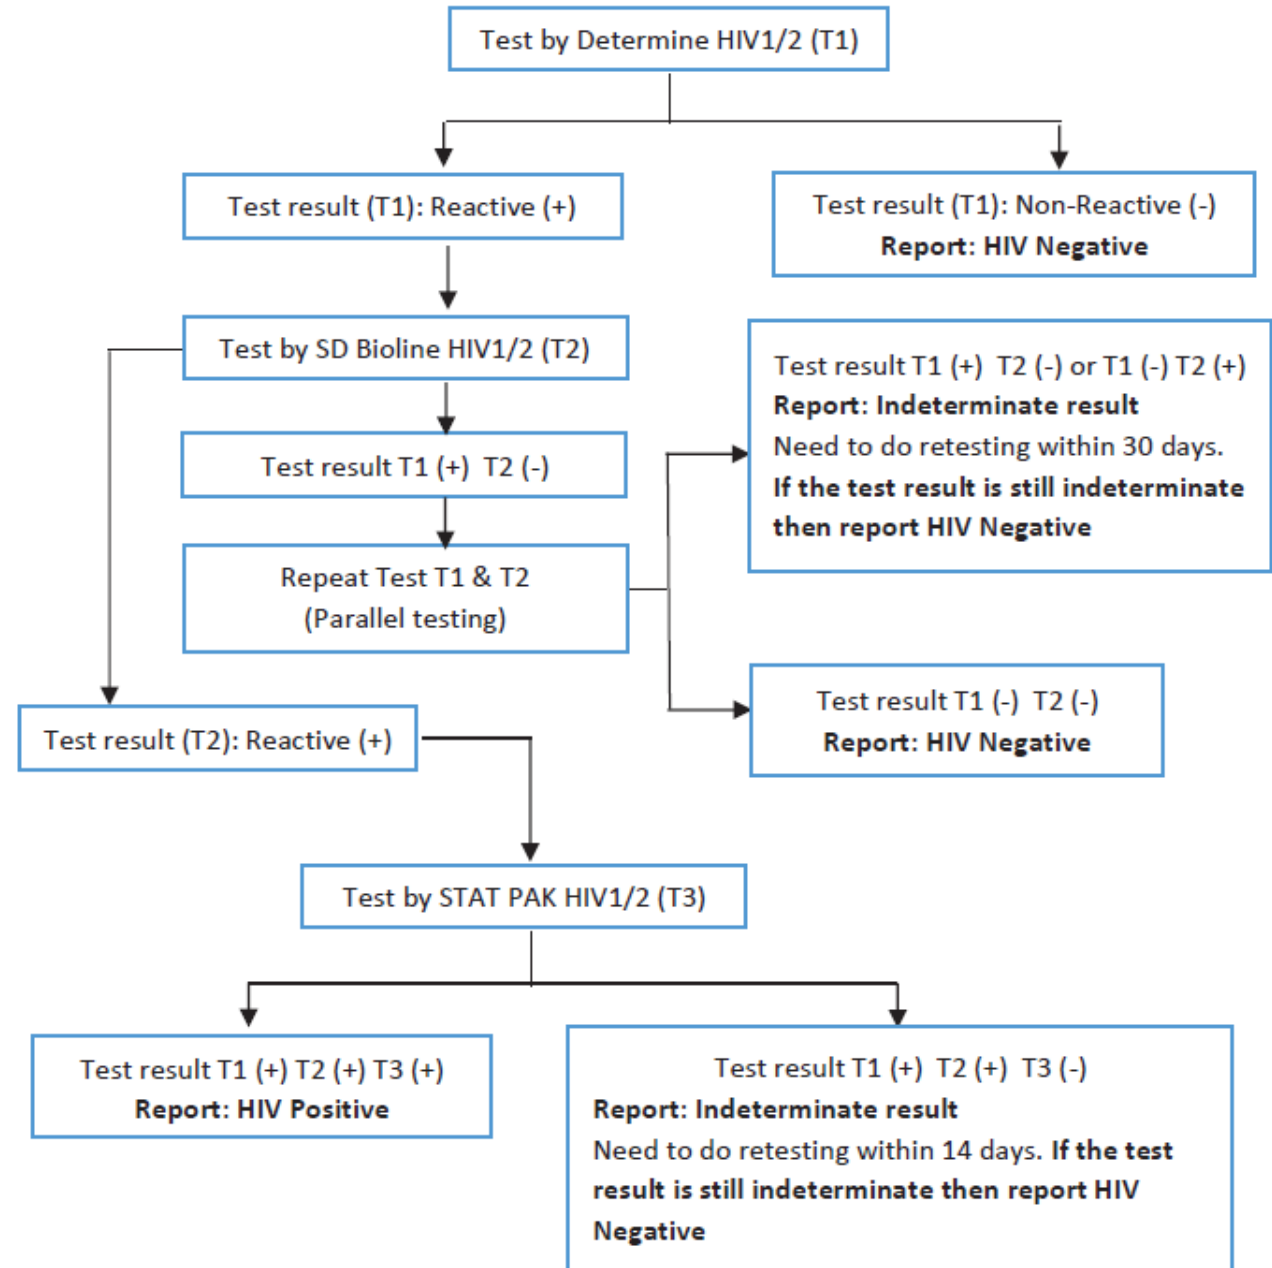 Test by Determine HIV1/2 (T1)
Test result (T1): Reactive (+)
Test result (T1): Non-Reactive (-)
Report: HIV Negative
Test by SD Bioline HIV1/2 (T2)
Test result T1 (+)  T2 (-) or T1 (-) T2 (+)
Report: Indeterminate result
Need to do retesting within 30 days.
If the test result is still indeterminate
then report HIV Negative
Test result T1 (+)  T2 (-)
Repeat Test T1 & T2
(Parallel testing)
Test result T1 (-)  T2 (-)
Report: HIV Negative
Test result (T2): Reactive (+)
Test by STAT PAK HIV1/2 (T3)
Test result T1 (+) T2 (+) T3 (+)
Report: HIV Positive
Test result T1 (+)  T2 (+)  T3 (-)
Report: Indeterminate result
Need to do retesting within 14 days. If the test
result is still indeterminate then report HIV
Negative